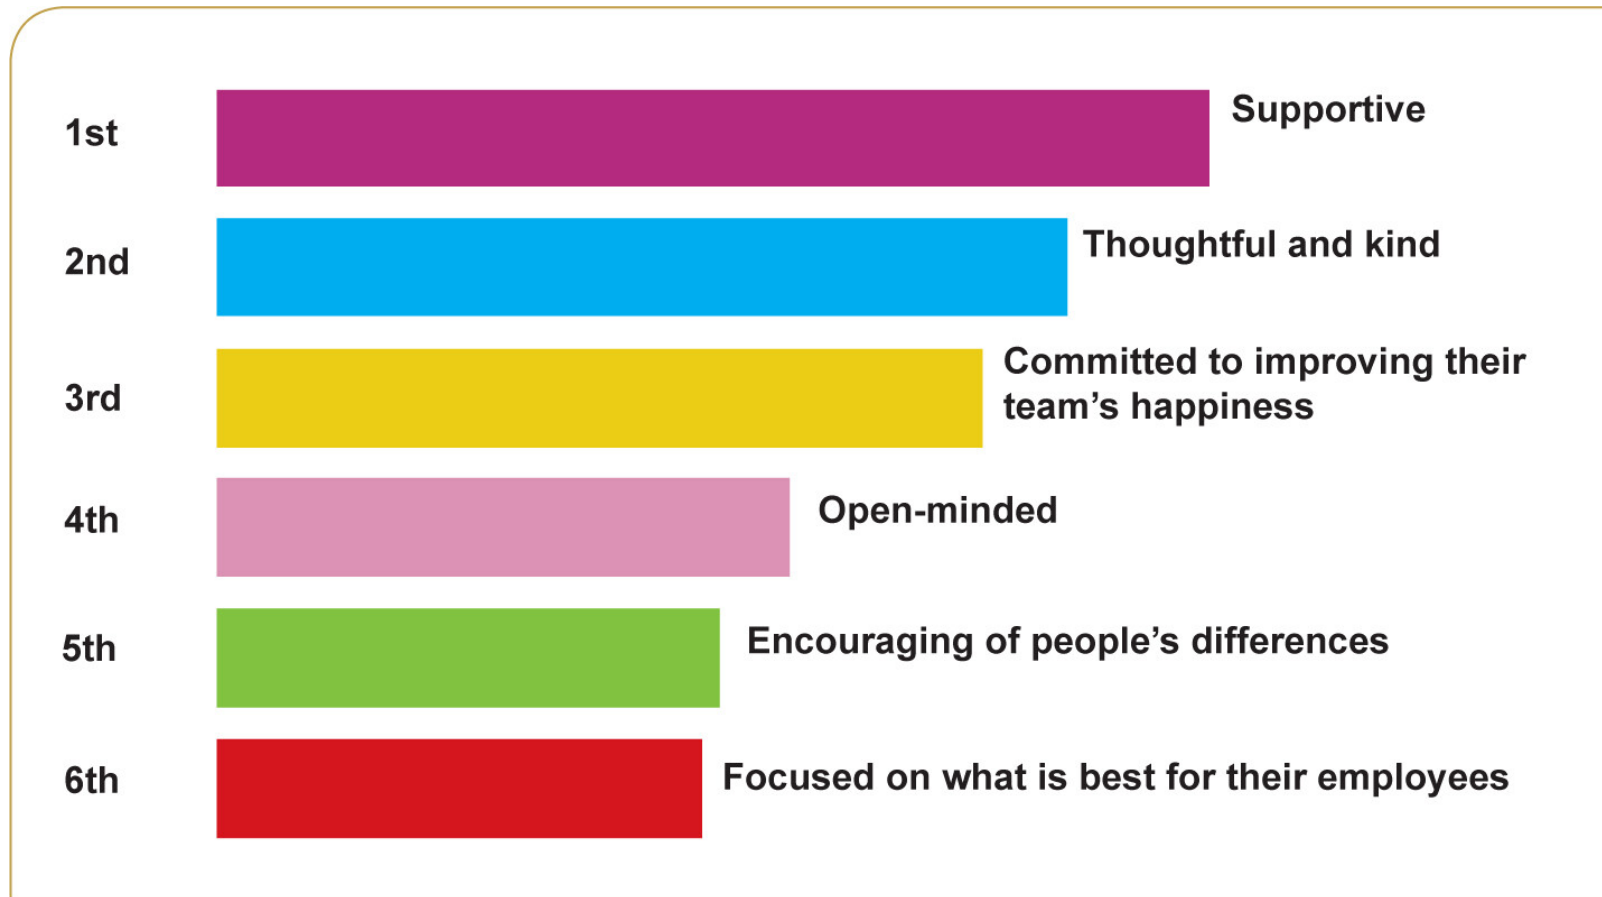 1st
Supportive
2nd
Thoughtful and kind
3rd
Committed to improving their
team’s happiness
4th
Open-minded
5th
Encouraging of people’s differences
6th
Focused on what is best for their employees